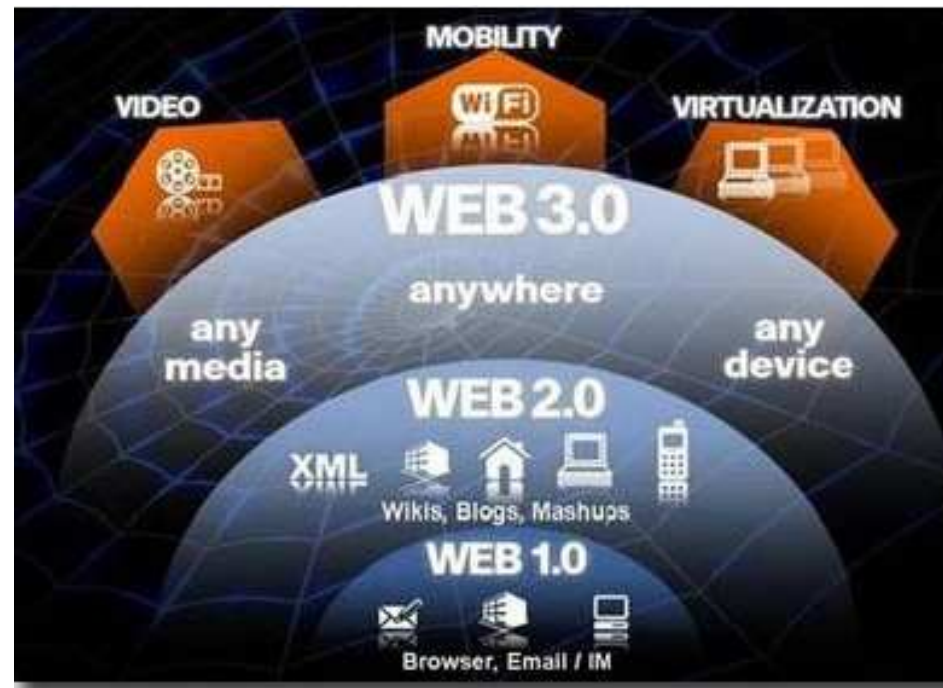 MOBILITY
VIDEO
WiFi
VIRTUALIZATION
WEB 3.0
anywhere
any
media
any
device
WEB 2.0
XML
Wikis, Blogs, Mashups
WEB 1.0
Browser, Email / IM